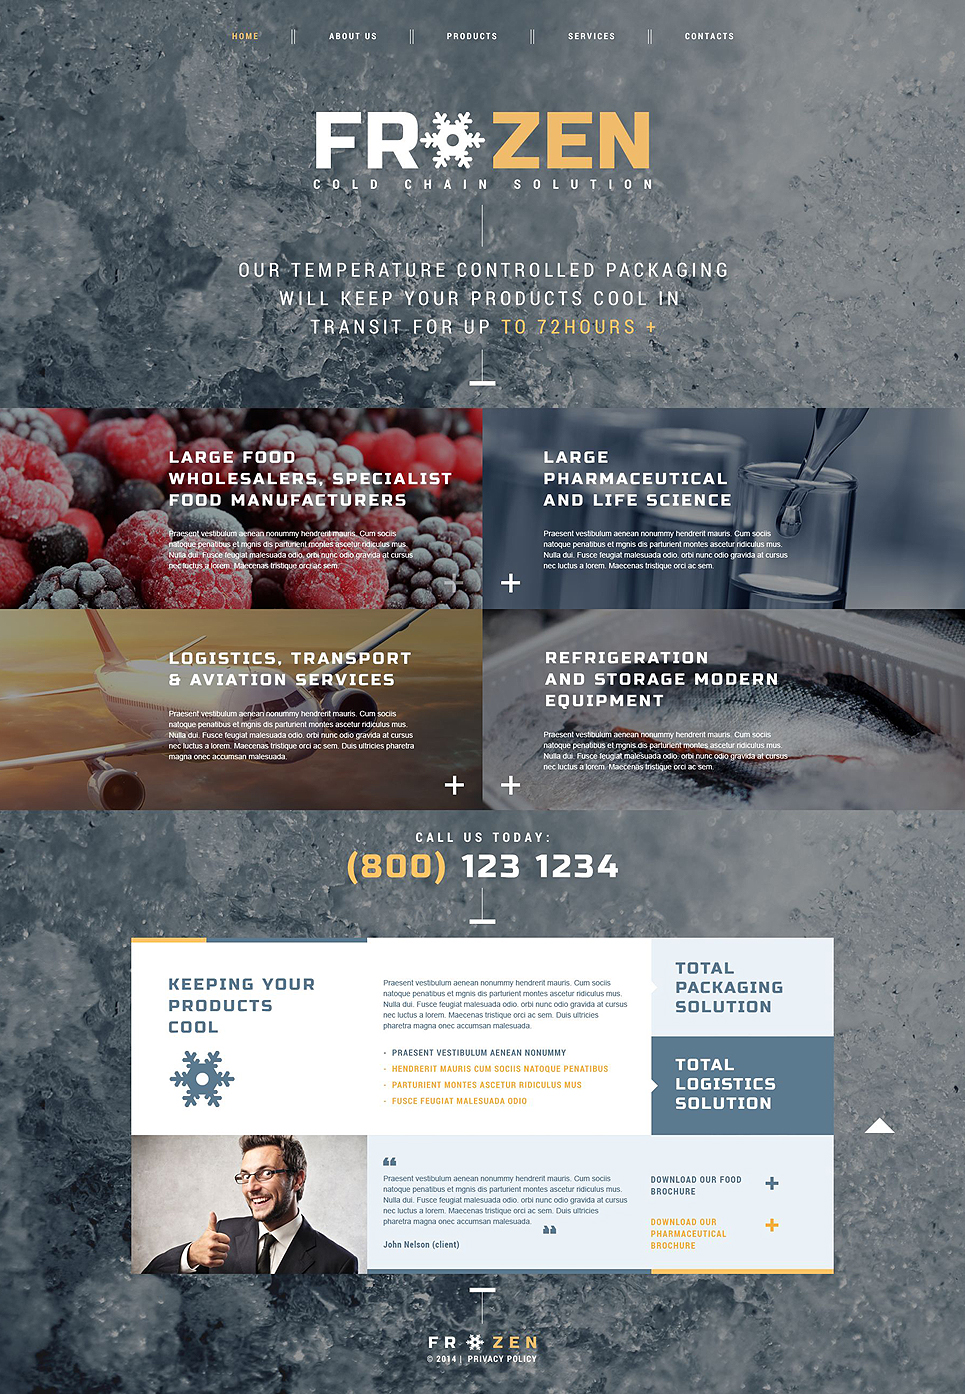 HOME
ABOUT US
PRODUCTS
SERVICES
CONTACTS
FROZEN
COLD CHAIN SOLUTION
OUR TEMPERATURE CONTROLLED PACKAGING
WILL KEEP YOUR PRODUCTS COOL IN
TRANSIT FOR UP TO 72HOURS +
LARGE FOOD
WHOLESALERS, SPECIALIST
FOOD MANUFACTURERS
Praesent vestibulum aenean nonummy hendrerit mauris. Cum sociis
natoque penatibus et mgnis dis parturient montes ascetur ridiculus mus.
Nulla dui. Fusce feugiat malesuada odio, orbi nunc odio gravida at cursus
nec luctus a lorem. Maecenas tristique orci ac sem.
+
LARGE
PHARMACEUTICAL
AND LIFE SCIENCE
Praesent vestibulum aenean nonummy hendrerit mauris. Cum sociis
natoque penatibus et mgnis dis parturient montes ascetur ridiculus mus.
Nulla dui. Fusce feugiat malesuada odio. orbi nunc odio gravida at cursus
nec luctus a lorem. Maecenas tristique orci ac sem.
+
LOGISTICS, TRANSPORT
& AVIATION SERVICES
Praesent vestibulum aenean nonummy hendrerit mauris. Cum sociis
natoque penatibus et mgnis dis parturient montes ascetur ridiculus mus.
Nulla dui. Fusce feugiat malesuada odio. orbi nunc odio gravida at cursus
nec luctus a lorem. Maecenas tristique orci ac sem. Duis ultricies pharetra
magna onec accumsan malesuada.
+
REFRIGERATION
AND STORAGE MODERN
EQUIPMENT
Praesent vestibulum aenean nonummy hendrerit mauris. Cum sociis
natoque penatibus et mgnis dis parturient montes ascetur ridiculus mus.
Nulla dui. Fusce feugiat malesuada odio. orbi nunc odio gravida at cursus
nec luctus a lorem. Maecenas tristique orci ac sem.
+
CALL US TODAY:
(800) 123 1234
KEEPING YOUR
PRODUCTS
COOL
Praesent vestibulum aenean nonummy hendrerit mauris. Cum sociis
natoque penatibus et mgnis dis parturient montes ascetur ridiculus mus.
Nulla dui. Fusce feugiat malesuada odio. orbi nunc odio gravida at cursus
nec luctus a lorem. Maecenas tristique orci ac sem. Duis ultricies
pharetra magna onec accumsan malesuada.
- PRAESENT VESTIBULUM AENEAN NONUMMY
- HENDRERIT MAURIS CUM SOCIIS NATOQUE PENATIBUS
- PARTURIENT MONTES ASCETUR RIDICULUS MUS
- FUSCE FEUGIAT MALESUADA ODIO
TOTAL
PACKAGING
SOLUTION
TOTAL
LOGISTICS
SOLUTION
“
Praesent vestibulum aenean nonummy hendrerit mauris. Cum sociis
natoque penatibus et mgnis dis parturient montes ascetur ridiculus mus.
Nulla dui. Fusce feugiat malesuada odio. orbi nunc odio gravida at cursus
nec luctus a lorem. Maecenas tristique orci ac sem. Duis ultricies
pharetra magna onec accumsan malesuada. ”
John Nelson (client)
DOWNLOAD OUR FOOD
BROCHURE
+
DOWNLOAD OUR
PHARMACEUTICAL
BROCHURE
+
FROZEN
© 2014 | PRIVACY POLICY